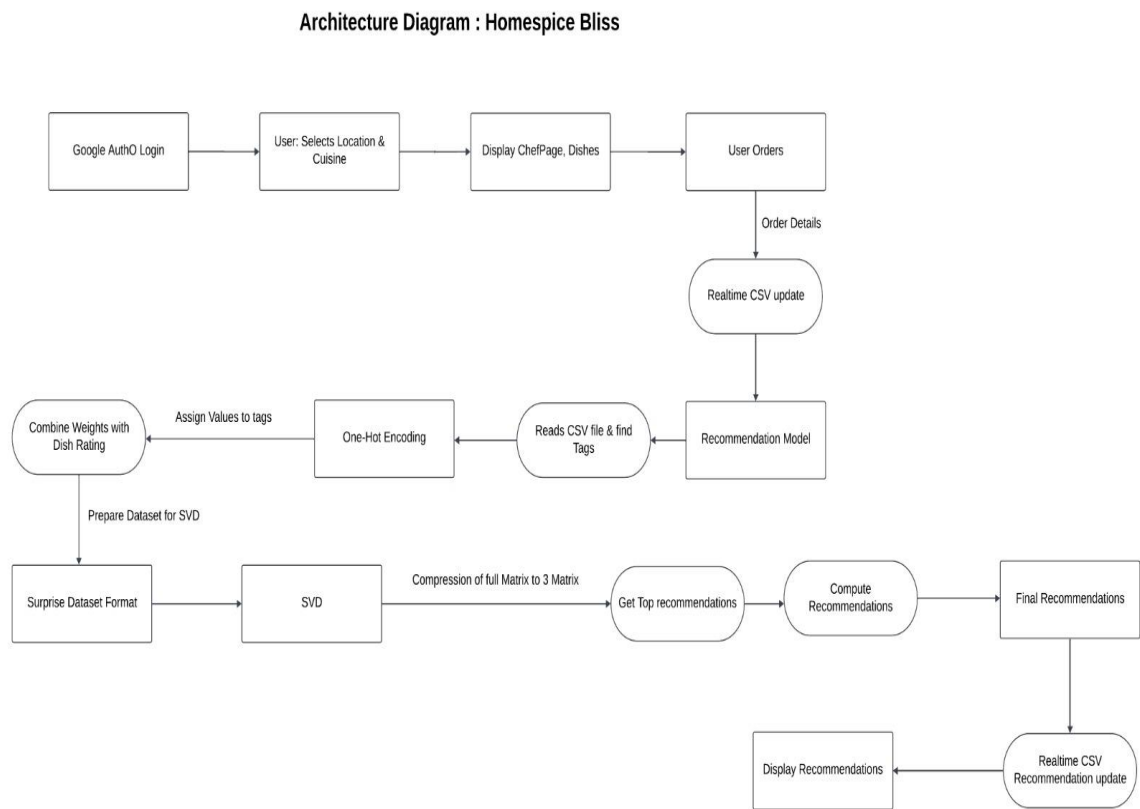 Architecture Diagram : Homespice Bliss
Google AuthO Login
User: Selects Location &
Cuisine
Display ChefPage, Dishes
User Orders
Order Details
Realtime CSV update
Recommendation Model
Reads CSV file & find
Tags
One-Hot Encoding
Assign Values to tags
Combine Weights with
Dish Rating
Prepare Dataset for SVD
Surprise Dataset Format
SVD
Compression of full Matrix to 3 Matrix
Get Top recommendations
Compute
Recommendations
Final Recommendations
Realtime CSV
Recommendation update
Display Recommendations